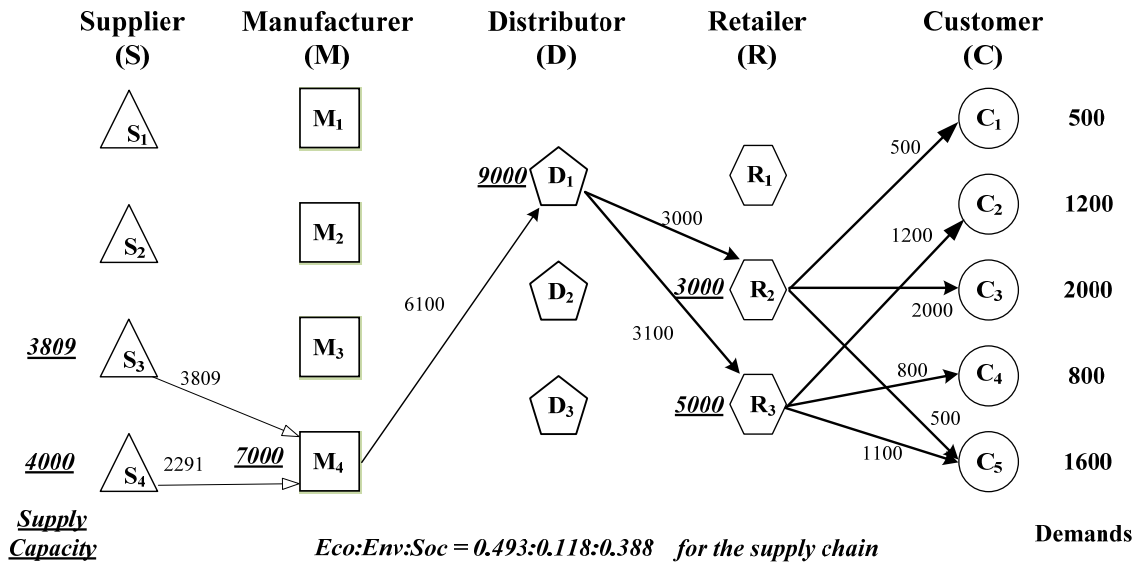 Supplier Manufacturer Distributor Retailer Customer
(S) (M) (D) (R) (C)
S1 M1 C1 500
500
9000 D1 R1
S2 M2 3000 1200 C2 1200
6100 D2 3000 R2 2000 C3 2000
3809 S3 3809 M3 3100
800 C4 800
D3 5000 R3
500
4000 S4 2291 7000 M4 1100 C5 1600
Supply
Capacity
Eco:Env:Soc = 0.493:0.118:0.388 for the supply chain
Demands